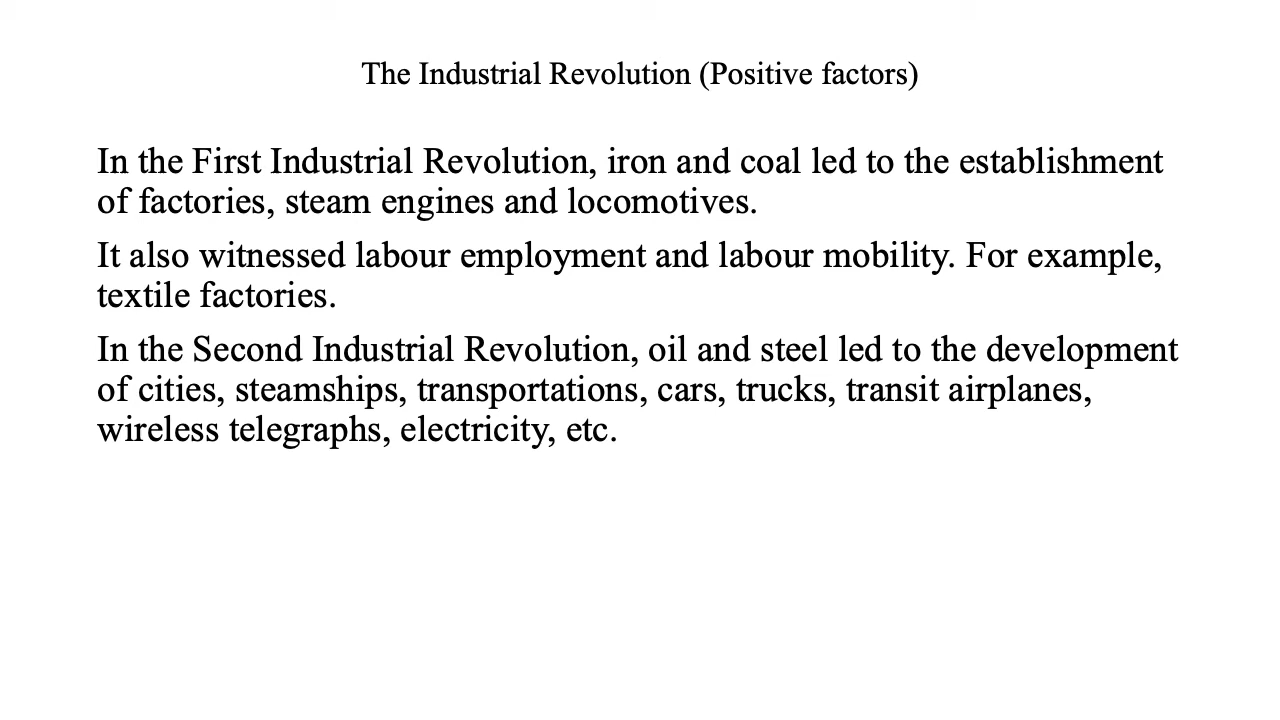 The Industrial Revolution (Positive factors)
In the First Industrial Revolution, iron and coal led to the establishment
of factories, steam engines and locomotives.
It also witnessed labour employment and labour mobility. For example,
textile factories.
In the Second Industrial Revolution, oil and steel led to the development
of cities, steamships, transportations, cars, trucks, transit airplanes,
wireless telegraphs, electricity, etc.